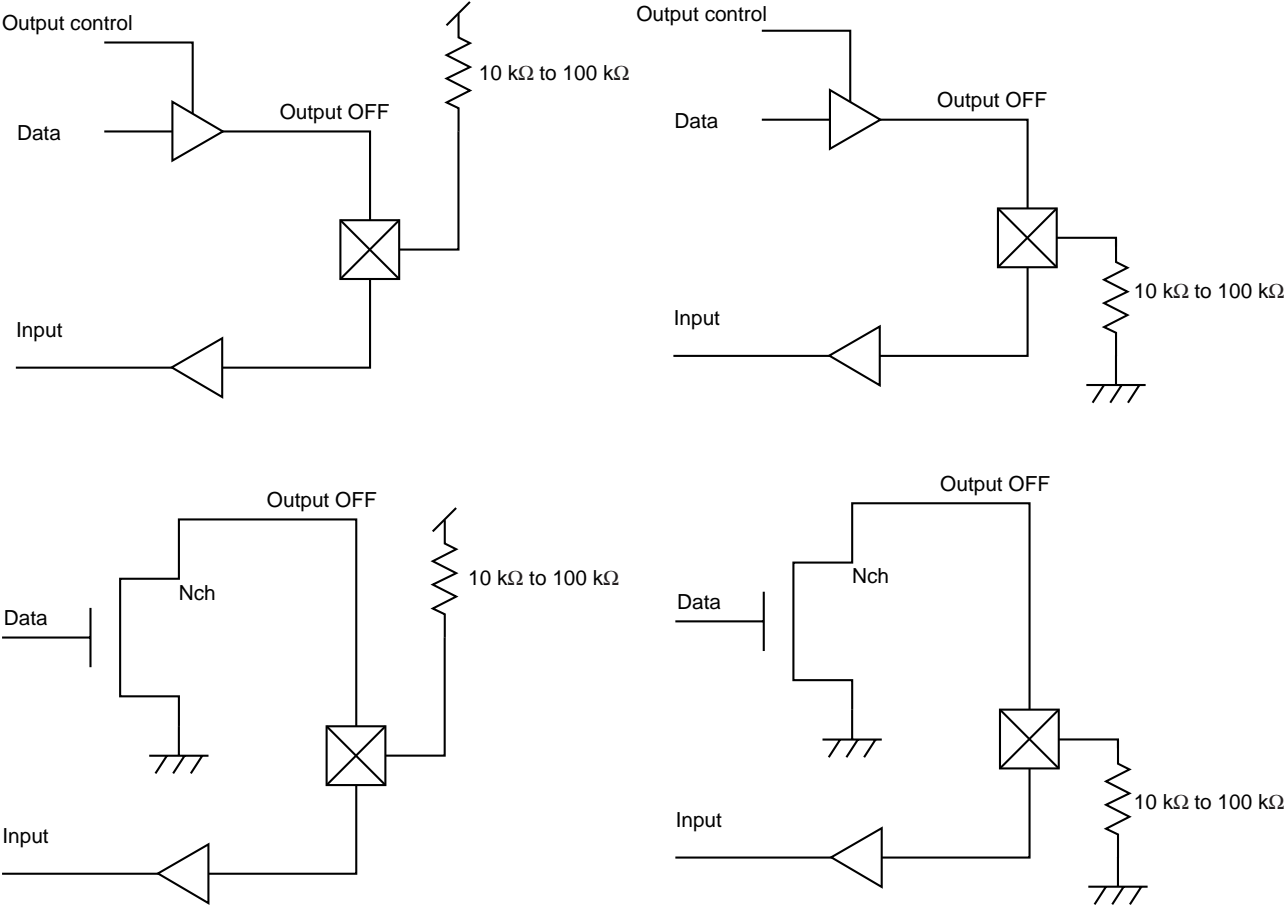 Output control
10 kΩ to 100 kΩ
Output OFF
Data
Input
Output control
Output OFF
Data
10 kΩ to 100 kΩ
Input
Output OFF
10 kΩ to 100 kΩ
Nch
Data
Input
Output OFF
Nch
Data
10 kΩ to 100 kΩ
Input